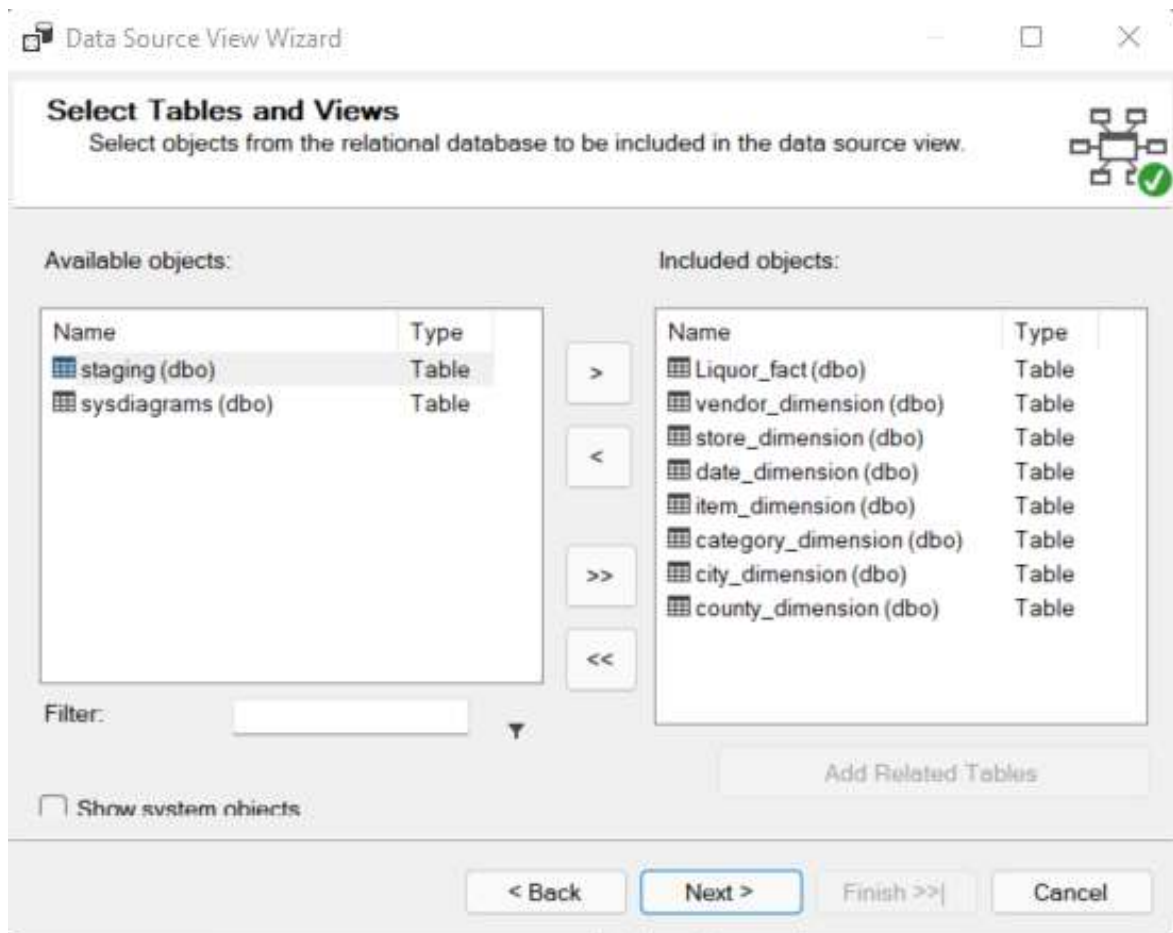 Data Source View Wizard
Select Tables and Views
Select objects from the relational database to be included in the data source view.
Available objects:
Name Type
staging (dbo) Table
sysdiagrams (dbo) Table
>
<
>>
<<
Included objects:
Name Type
Liquor_fact (dbo) Table
vendor_dimension (dbo) Table
store_dimension (dbo) Table
date_dimension (dbo) Table
item_dimension (dbo) Table
category_dimension (dbo) Table
city_dimension (dbo) Table
county_dimension (dbo) Table
Filter:
Add Related Tables
Show system objects
< Back Next > Finish >>| Cancel